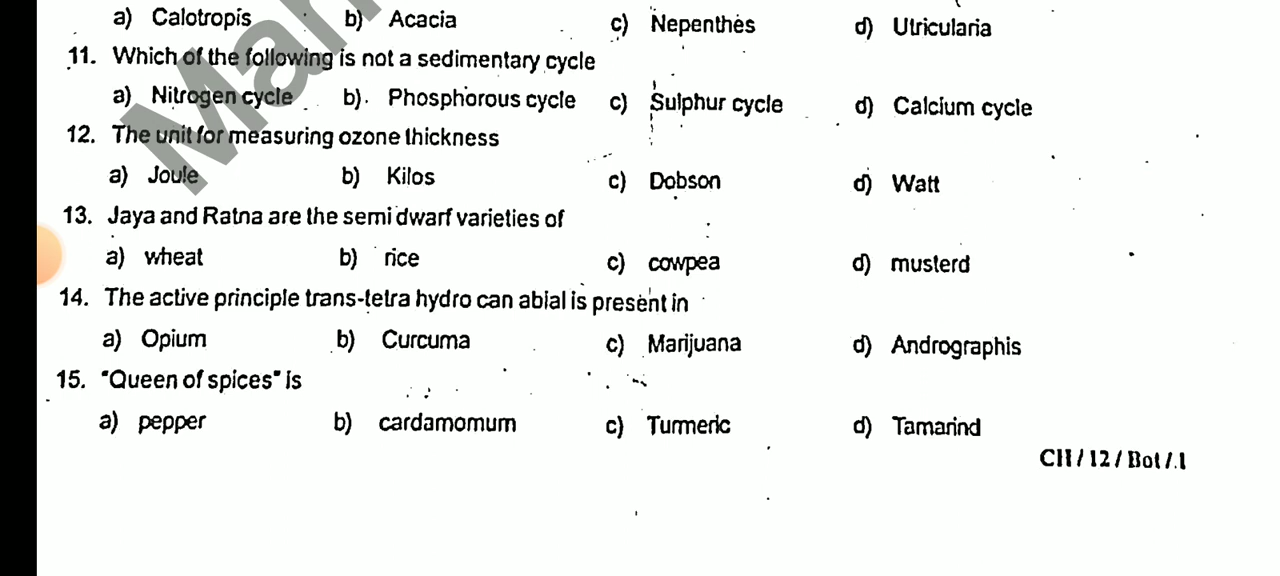 a) Calotropis b) Acacia c) Nepenthes d) Utricularia
11. Which of the following is not a sedimentary cycle
a) Nitrogen cycle b). Phosphorous cycle c) Sulphur cycle d) Calcium cycle
12. The unit for measuring ozone thickness
a) Joule b) Kilos c) Dobson d) Watt
13. Jaya and Ratna are the semi dwarf varieties of
a) wheat b) rice c) cowpea d) musterd
14. The active principle trans-tetra hydro can abial is present in
a) Opium b) Curcuma c) Marijuana d) Andrographis
15. "Queen of spices" is
a) pepper b) cardamomum c) Turmeric d) Tamarind
CH / 12 / Bot / 1